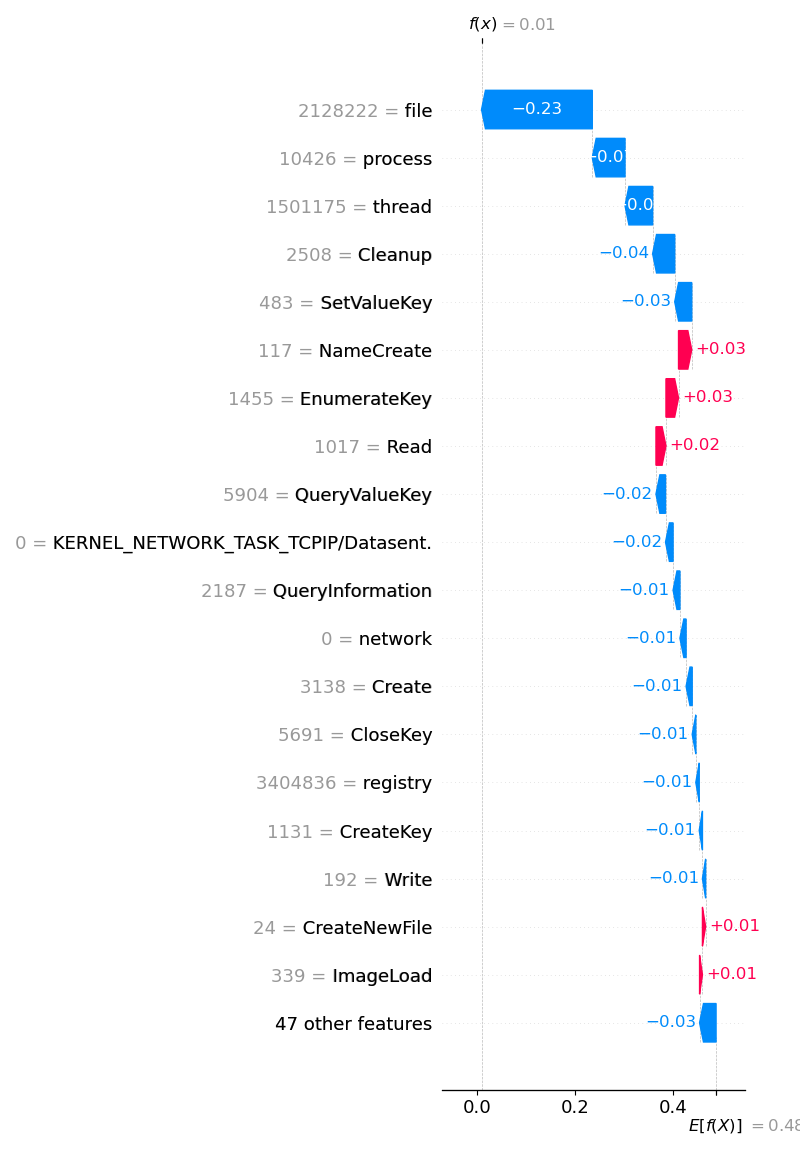 f(x) = 0.01
2128222 = file
−0.23
10426 = process
−0.0
1501175 = thread
−0.0
2508 = Cleanup
−0.04
483 = SetValueKey
−0.03
117 = NameCreate
+0.03
1455 = EnumerateKey
+0.03
1017 = Read
+0.02
5904 = QueryValueKey
−0.02
0 = KERNEL_NETWORK_TASK_TCPIP/Datasent.
−0.02
2187 = QueryInformation
−0.01
0 = network
−0.01
3138 = Create
−0.01
5691 = CloseKey
−0.01
3404836 = registry
−0.01
1131 = CreateKey
−0.01
192 = Write
−0.01
24 = CreateNewFile
+0.01
339 = ImageLoad
+0.01
47 other features
−0.03
0.0 0.2 0.4
E[f(X)] = 0.48